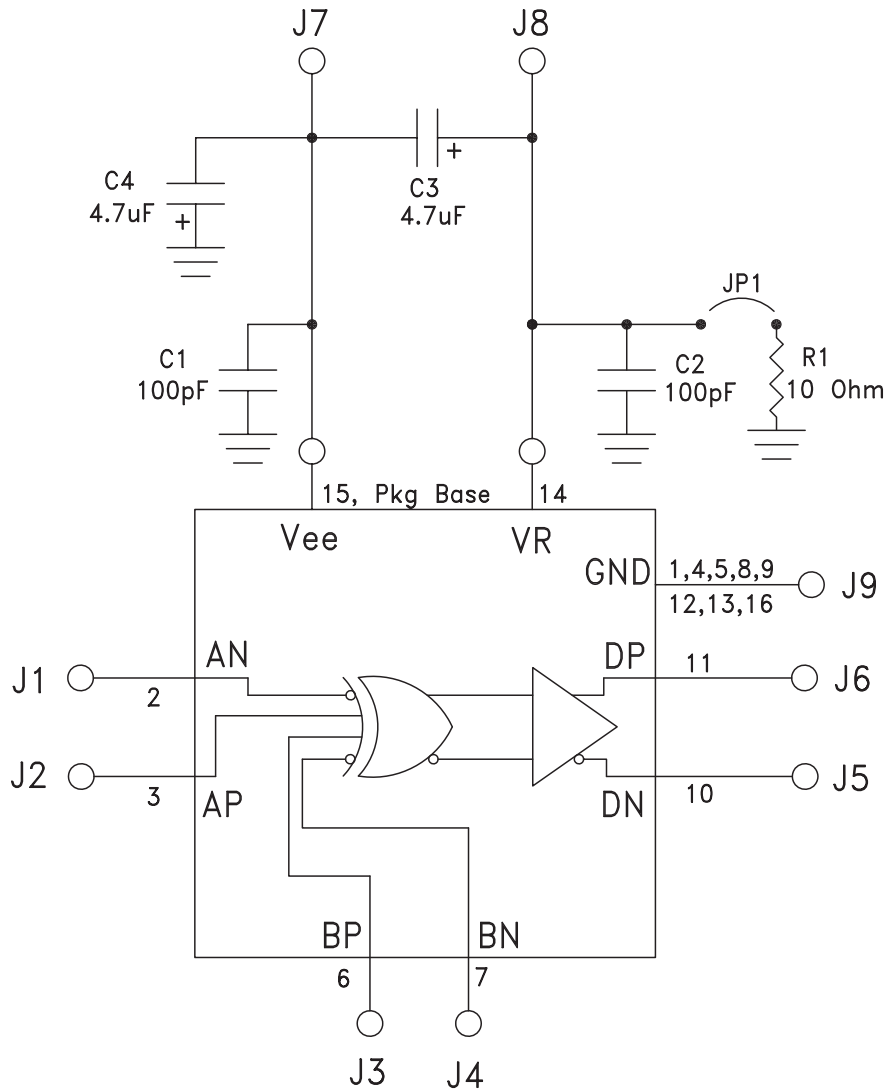 J7
J8
C4
4.7uF
+
+
C3
4.7uF
JP1
C1
100pF
C2
100pF
R1
10 Ohm
15, Pkg Base
14
Vee
VR
GND
1,4,5,8,9
12,13,16
J9
J1
2
AN
DP
11
J6
J2
3
AP
DN
10
J5
BP
BN
6
7
J3
J4